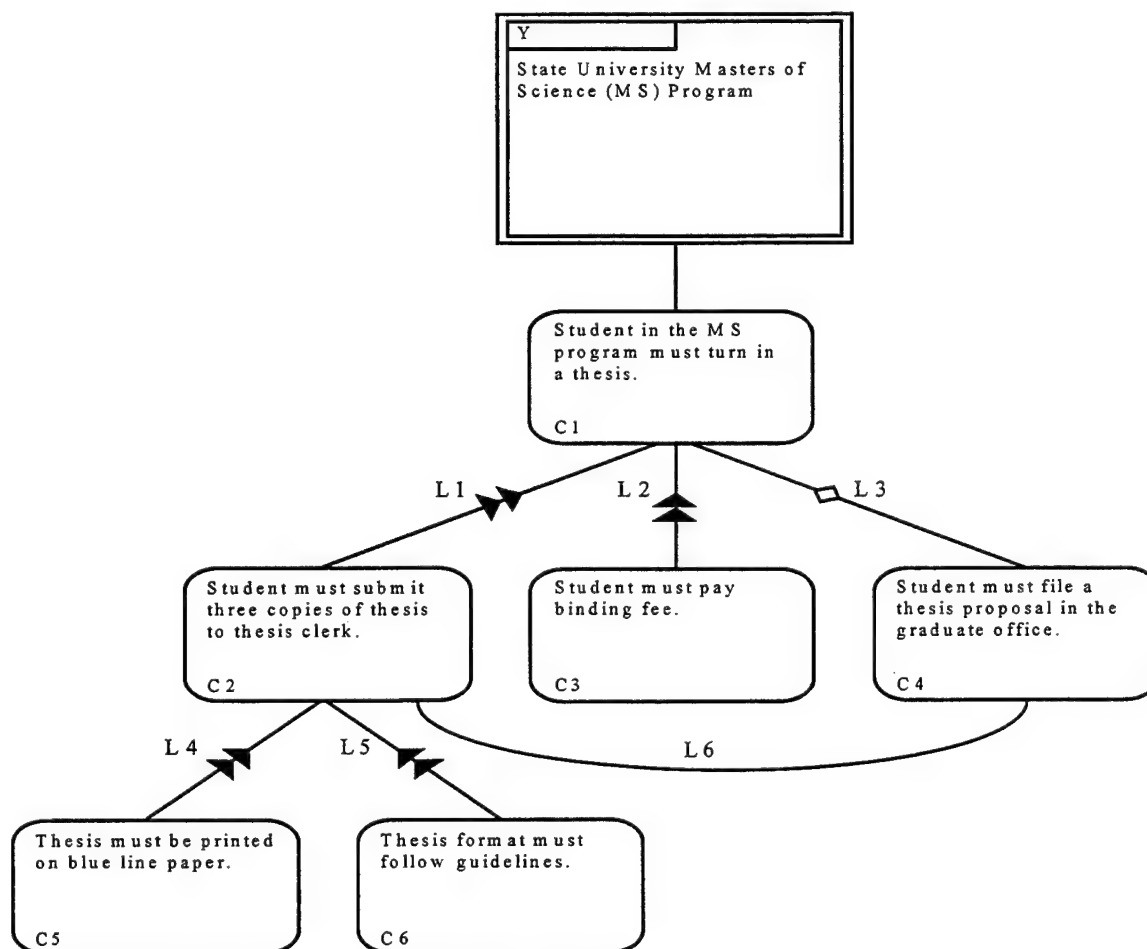 Y
State University Masters of
Science (MS) Program
Student in the MS
program must turn in
a thesis.
C1
L1
L2
L3
Student must submit
three copies of thesis
to thesis clerk.
C2
Student must pay
binding fee.
C3
Student must file a
thesis proposal in the
graduate office.
C4
L4
L5
L6
Thesis must be printed
on blue line paper.
C5
Thesis format must
follow guidelines.
C6